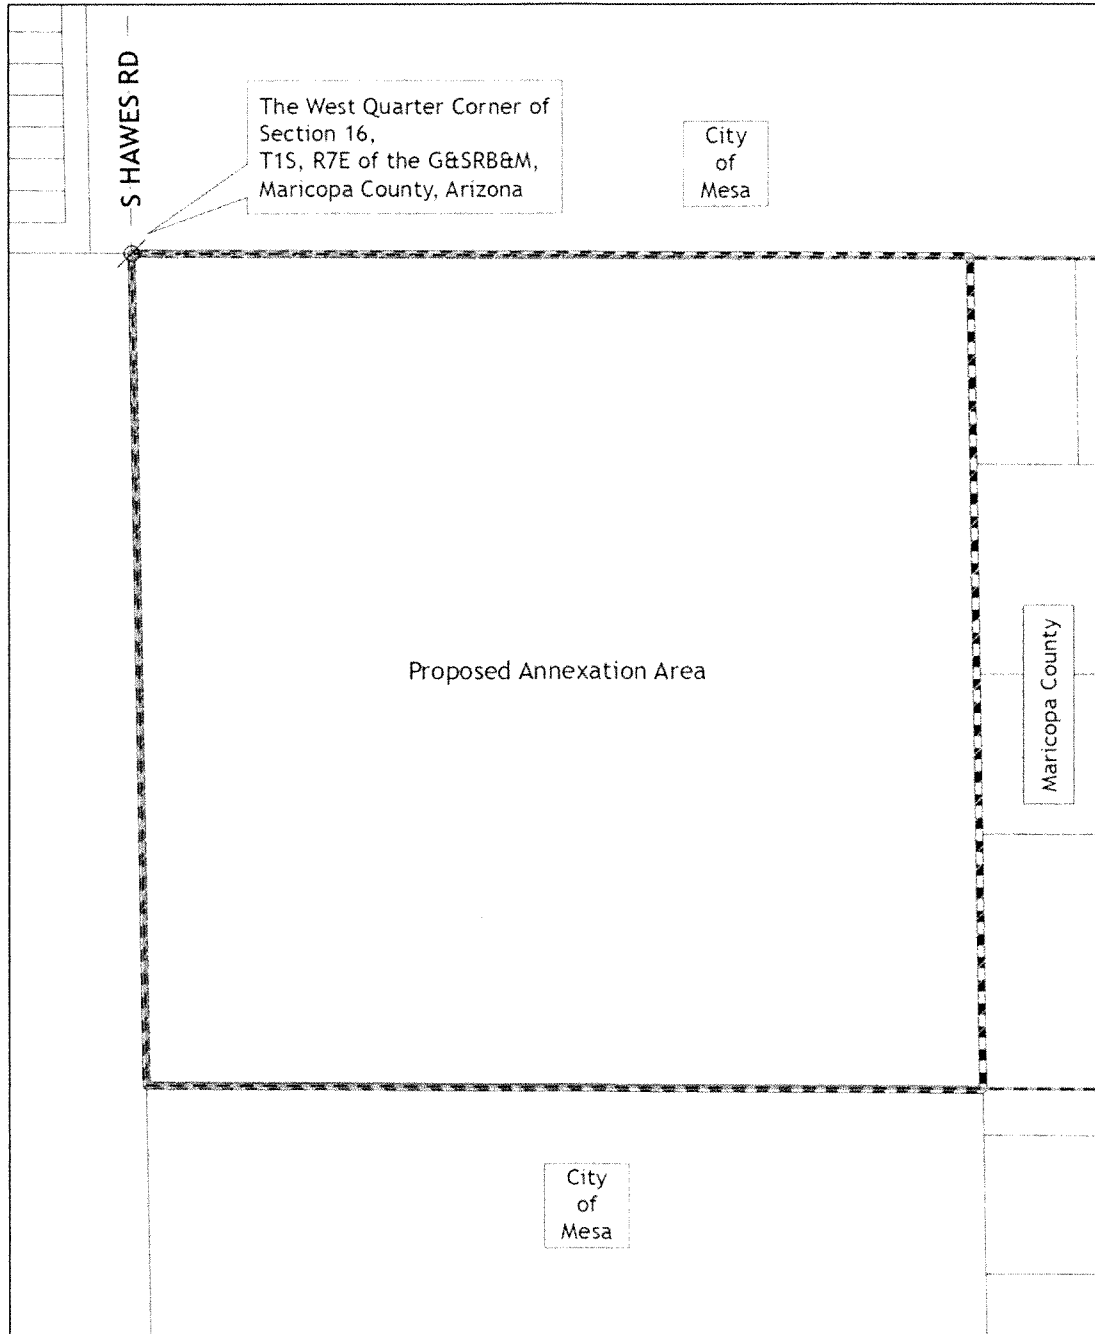 S HAWES RD
The West Quarter Corner of
Section 16,
T1S, R7E of the G&SRB&M,
Maricopa County, Arizona
City
of
Mesa
Proposed Annexation Area
Maricopa County
City
of
Mesa